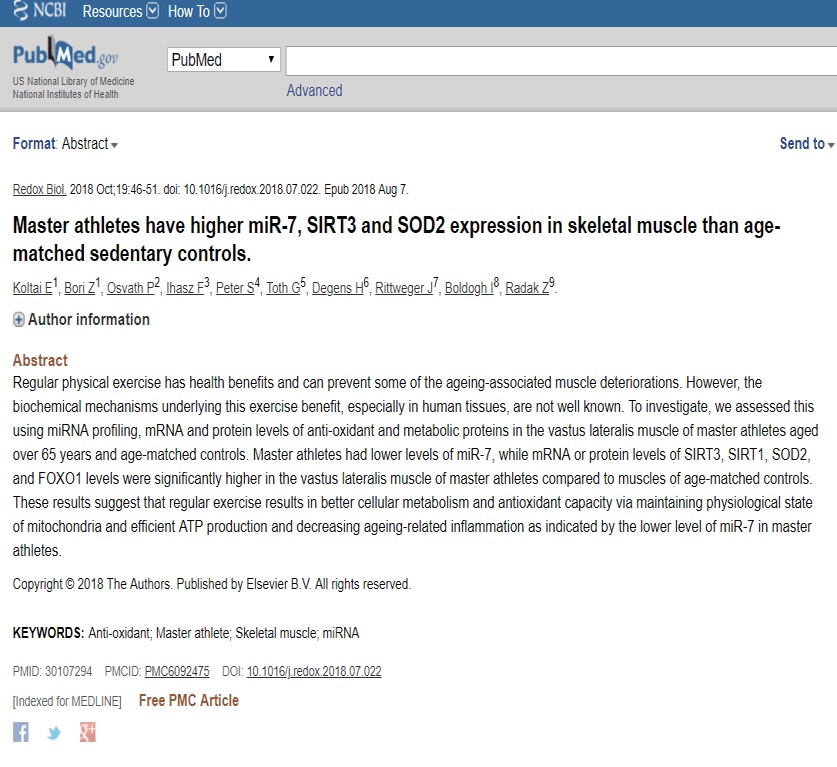 NCBI Resources How To
PubMed.gov
US National Library of Medicine
National Institutes of Health
PubMed
Advanced
Format: Abstract
Send to
Redox Biol. 2018 Oct;19:46-51. doi: 10.1016/j.redox.2018.07.022. Epub 2018 Aug 7.
Master athletes have higher miR-7, SIRT3 and SOD2 expression in skeletal muscle than age-
matched sedentary controls.
Koltai E1, Bori Z1, Osvath P2, Ihasz F3, Peter S4, Toth G5, Degens H6, Rittweger J7, Boldogh I8, Radak Z9.
Author information
Abstract
Regular physical exercise has health benefits and can prevent some of the ageing-associated muscle deteriorations. However, the
biochemical mechanisms underlying this exercise benefit, especially in human tissues, are not well known. To investigate, we assessed this
using miRNA profiling, mRNA and protein levels of anti-oxidant and metabolic proteins in the vastus lateralis muscle of master athletes aged
over 65 years and age-matched controls. Master athletes had lower levels of miR-7, while mRNA or protein levels of SIRT3, SIRT1, SOD2,
and FOXO1 levels were significantly higher in the vastus lateralis muscle of master athletes compared to muscles of age-matched controls.
These results suggest that regular exercise results in better cellular metabolism and antioxidant capacity via maintaining physiological state
of mitochondria and efficient ATP production and decreasing ageing-related inflammation as indicated by the lower level of miR-7 in master
athletes.
Copyright © 2018 The Authors. Published by Elsevier B.V. All rights reserved.
KEYWORDS: Anti-oxidant; Master athlete; Skeletal muscle; miRNA
PMID: 30107294 PMCID: PMC6092475 DOI: 10.1016/j.redox.2018.07.022
[Indexed for MEDLINE] Free PMC Article
f g+